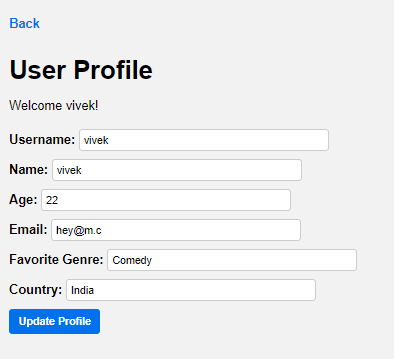 Back
User Profile
Welcome vivek!
Username: vivek
Name: vivek
Age: 22
Email: hey@m.c
Favorite Genre: Comedy
Country: India
Update Profile